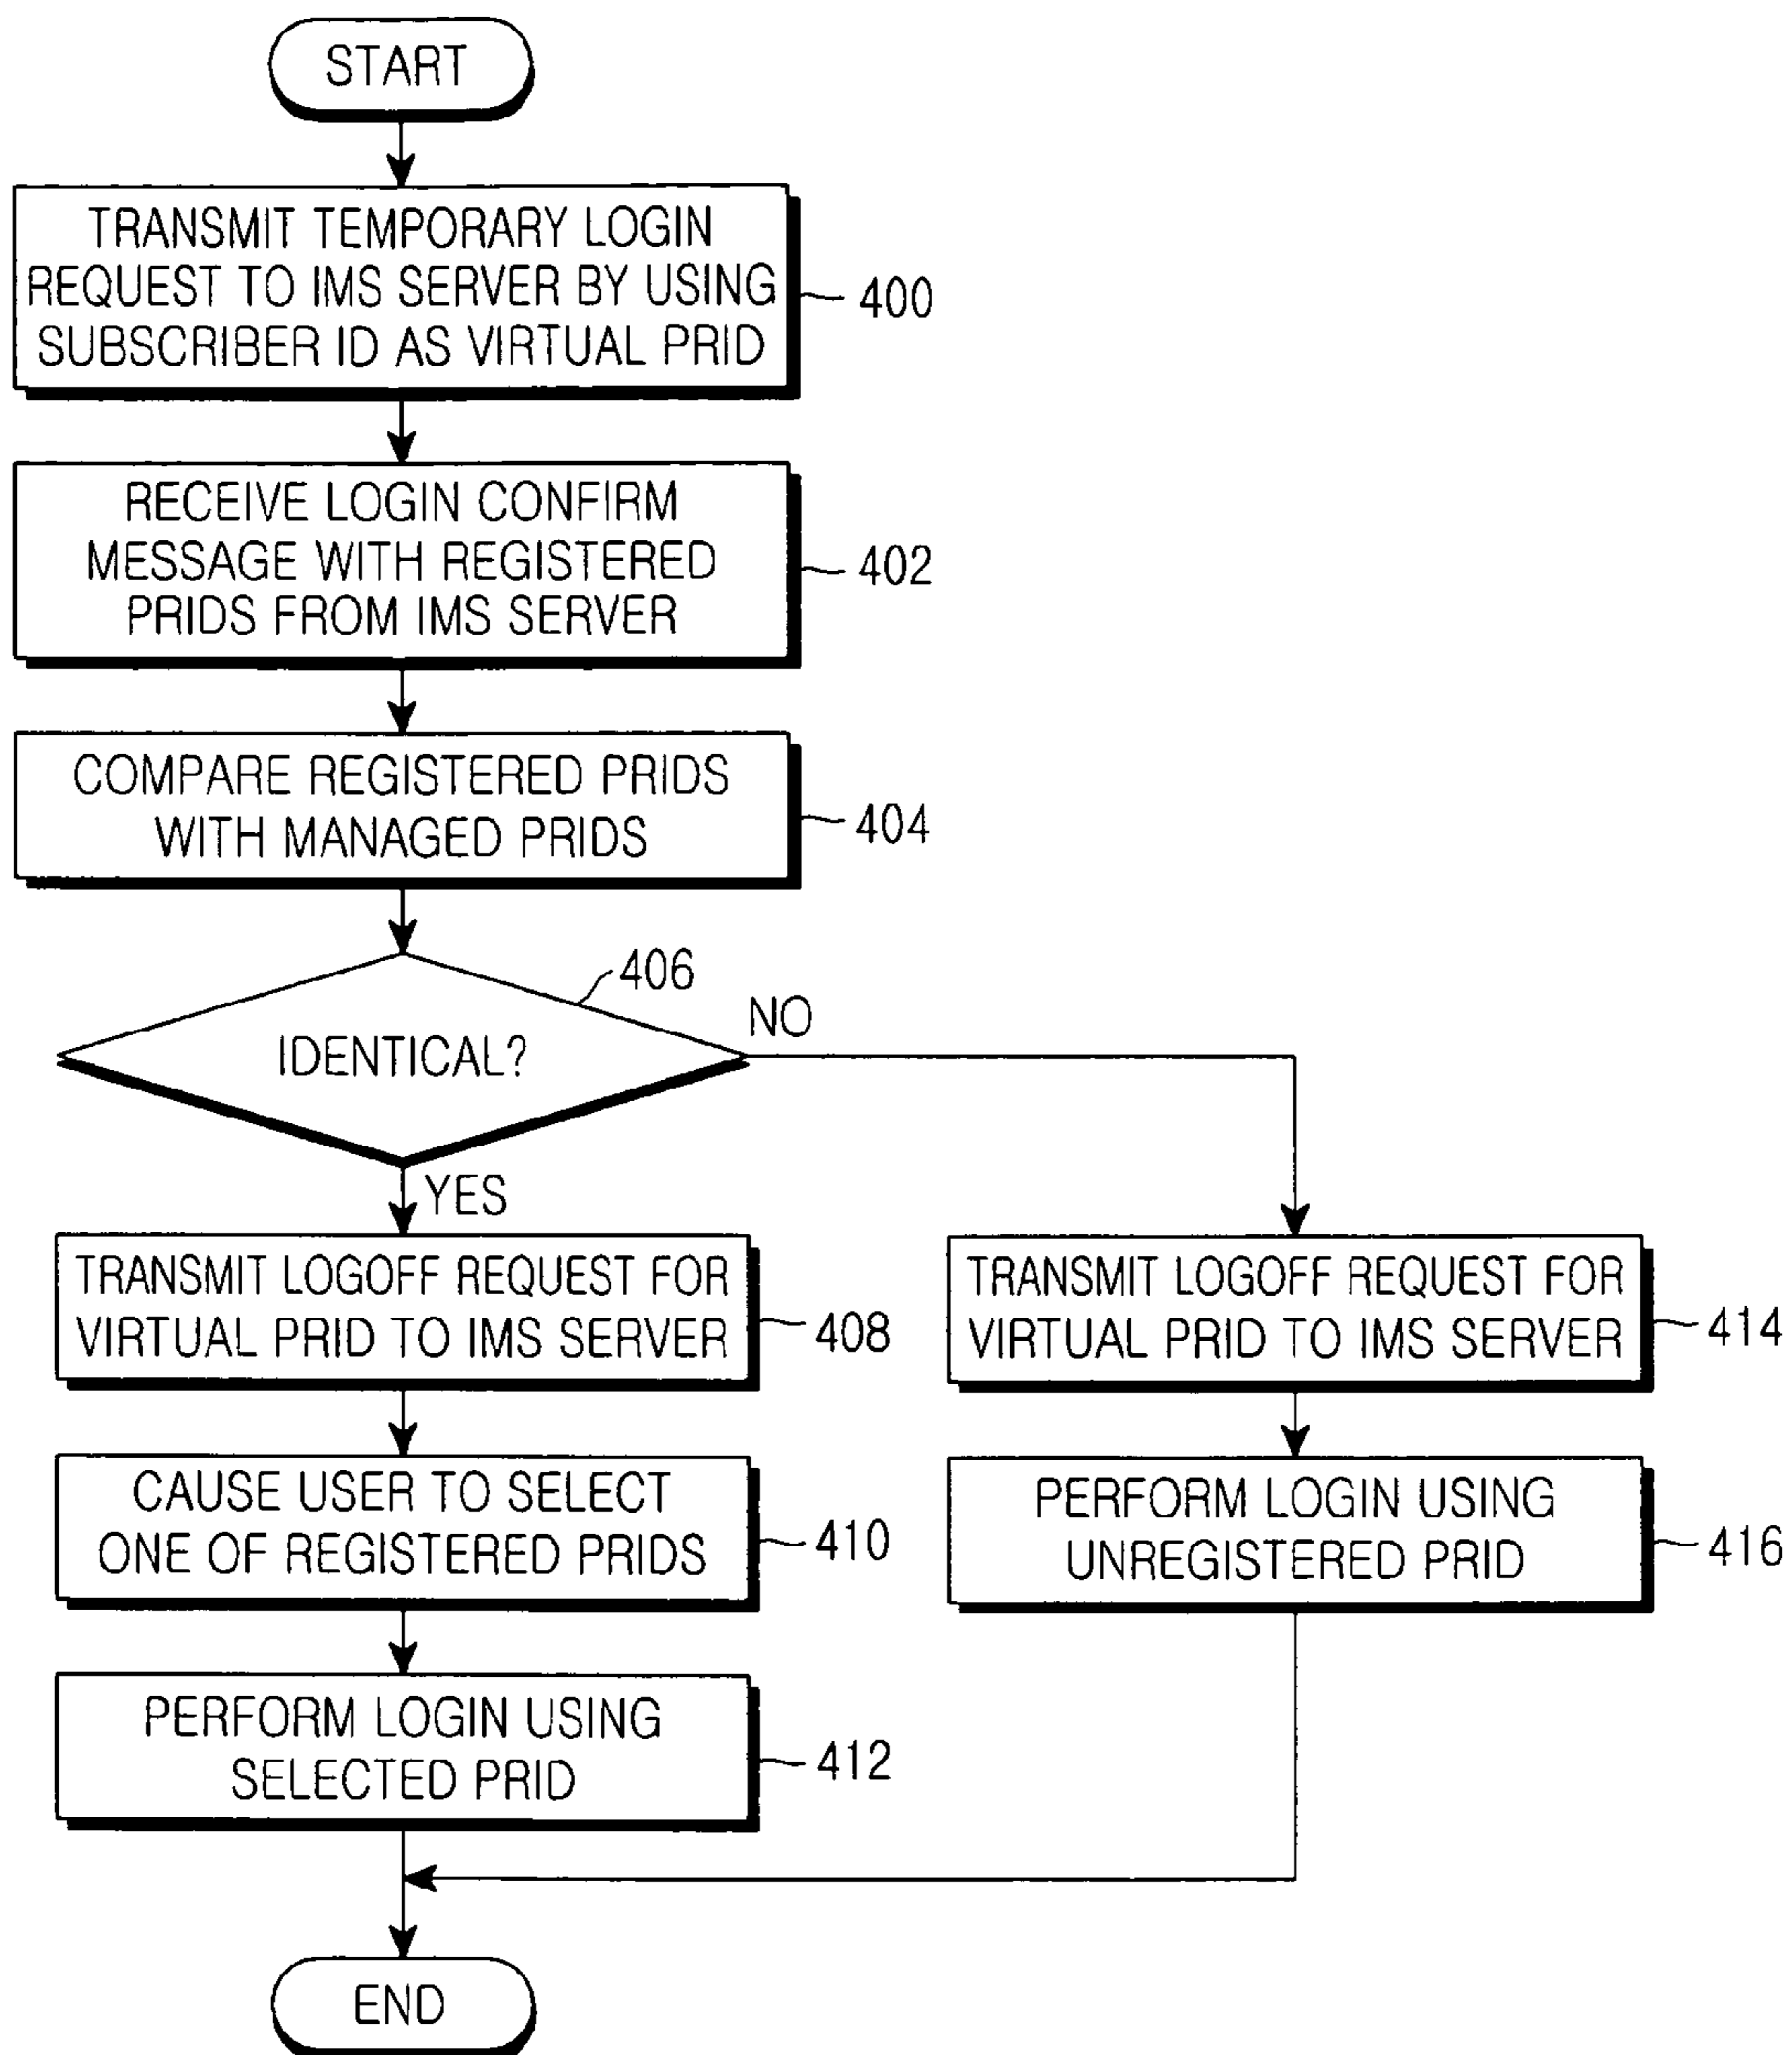 START
TRANSMIT TEMPORARY LOGIN
REQUEST TO IMS SERVER BY USING
SUBSCRIBER ID AS VIRTUAL PRID
400
RECEIVE LOGIN CONFIRM
MESSAGE WITH REGISTERED
PRIDS FROM IMS SERVER
402
COMPARE REGISTERED PRIDS
WITH MANAGED PRIDS
404
406
IDENTICAL?
NO
YES
TRANSMIT LOGOFF REQUEST FOR
VIRTUAL PRID TO IMS SERVER
408
CAUSE USER TO SELECT
ONE OF REGISTERED PRIDS
410
PERFORM LOGIN USING
SELECTED PRID
412
TRANSMIT LOGOFF REQUEST FOR
VIRTUAL PRID TO IMS SERVER
414
PERFORM LOGIN USING
UNREGISTERED PRID
416
END